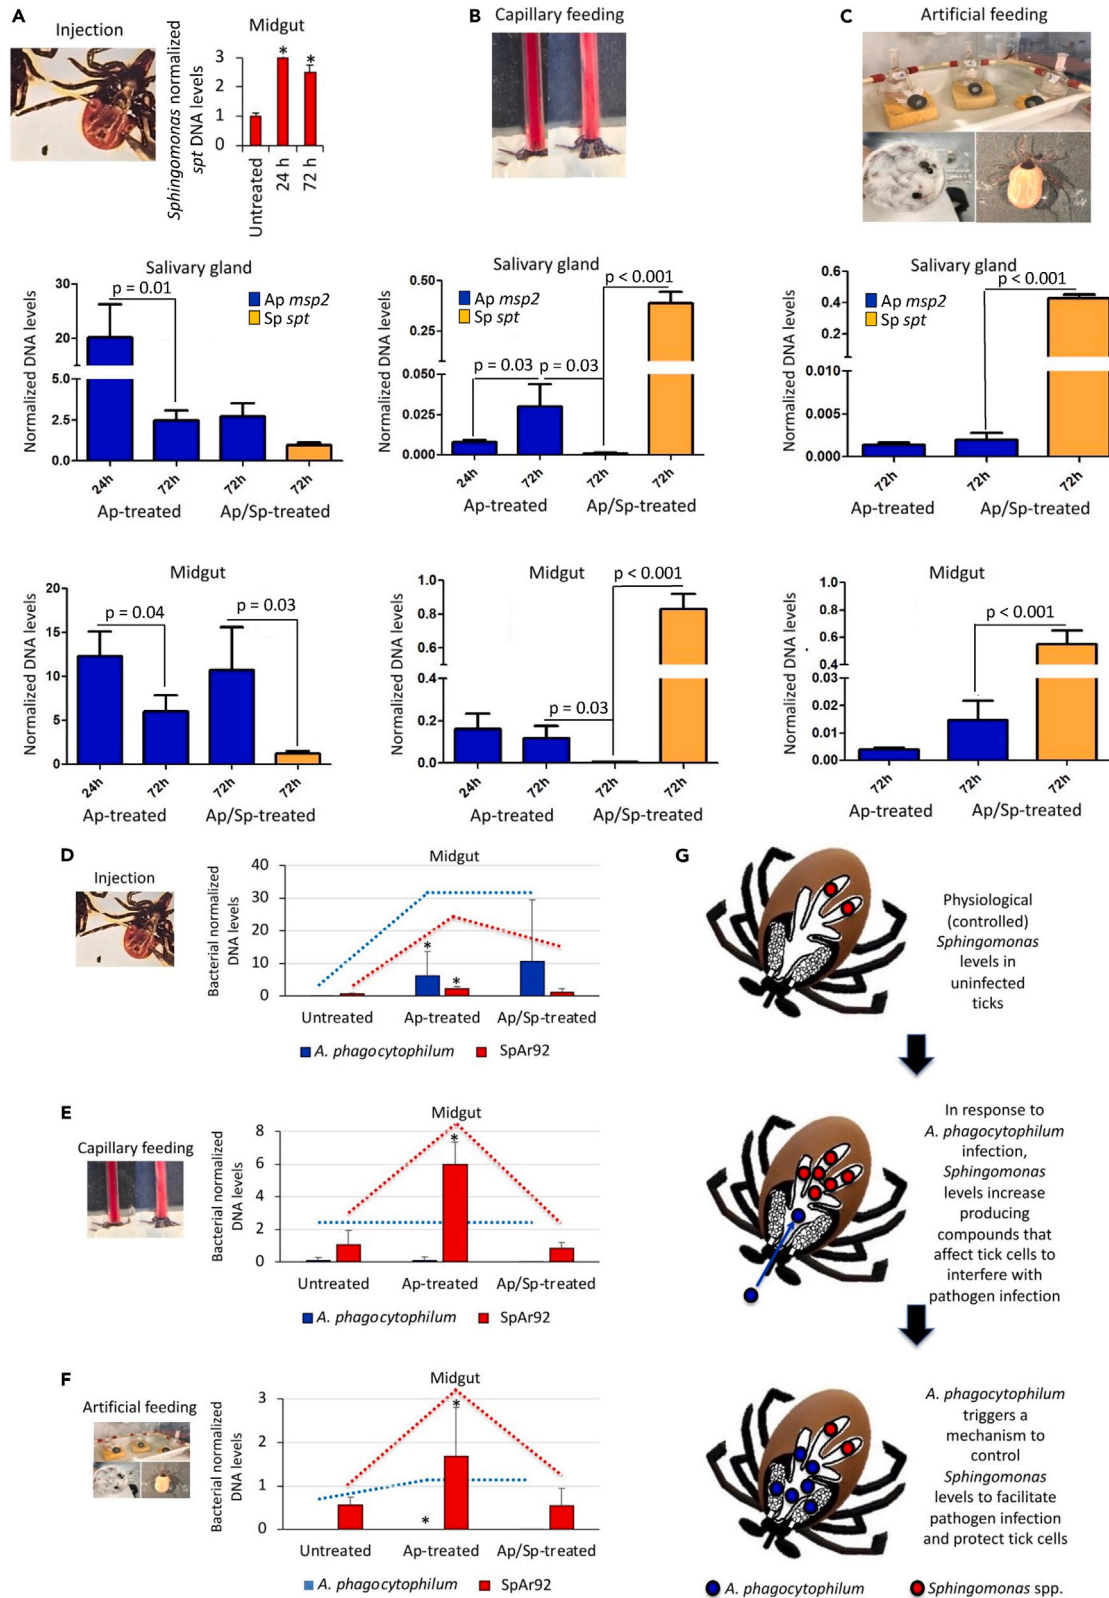 A
Injection
Sphingomonas normalized
spt DNA levels
Midgut
3
2
1
0
*
*
Untreated
24 h
72 h
B
Capillary feeding
C
Artificial feeding
Salivary gland
Normalized DNA levels
30
20
10
5.0
2.5
0.0
p = 0.01
Ap msp2
Sp spt
24h
72h
72h
72h
Ap-treated
Ap/Sp-treated
Salivary gland
Normalized DNA levels
0.50
0.25
0.050
0.025
0.000
Ap msp2
Sp spt
p < 0.001
p = 0.03
p = 0.03
24h
72h
72h
72h
Ap-treated
Ap/Sp-treated
Salivary gland
Normalized DNA levels
0.6
0.4
0.2
0.010
0.005
0.000
p < 0.001
Ap msp2
Sp spt
72h
72h
72h
Ap-treated
Ap/Sp-treated
Midgut
Normalized DNA levels
20
15
10
5
0
p = 0.04
p = 0.03
24h
72h
72h
72h
Ap-treated
Ap/Sp-treated
Midgut
Normalized DNA levels
1.0
0.8
0.6
0.4
0.4
0.2
0.0
p < 0.001
p = 0.03
24h
72h
72h
72h
Ap-treated
Ap/Sp-treated
Midgut
Normalized DNA levels
1.0
0.8
0.6
0.4
0.03
0.02
0.01
0.00
p < 0.001
72h
72h
72h
Ap-treated
Ap/Sp-treated
D
Injection
Midgut
Bacterial normalized
DNA levels
40
30
20
10
0
*
*
Untreated
Ap-treated
Ap/Sp-treated
A. phagocytophilum
SpAr92
E
Capillary feeding
Midgut
Bacterial normalized
DNA levels
8
6
4
2
0
*
Untreated
Ap-treated
Ap/Sp-treated
A. phagocytophilum
SpAr92
F
Artificial feeding
Midgut
Bacterial normalized
DNA levels
3
2
1
0
*
*
Untreated
Ap-treated
Ap/Sp-treated
A. phagocytophilum
SpAr92
G
Physiological
(controlled)
Sphingomonas
levels in
uninfected
ticks
In response to
A. phagocytophilum
infection,
Sphingomonas
levels increase
producing
compounds that
affect tick cells to
interfere with
pathogen infection
A. phagocytophilum
triggers a
mechanism to
control
Sphingomonas
levels to facilitate
pathogen infection
and protect tick cells
A. phagocytophilum
Sphingomonas spp.